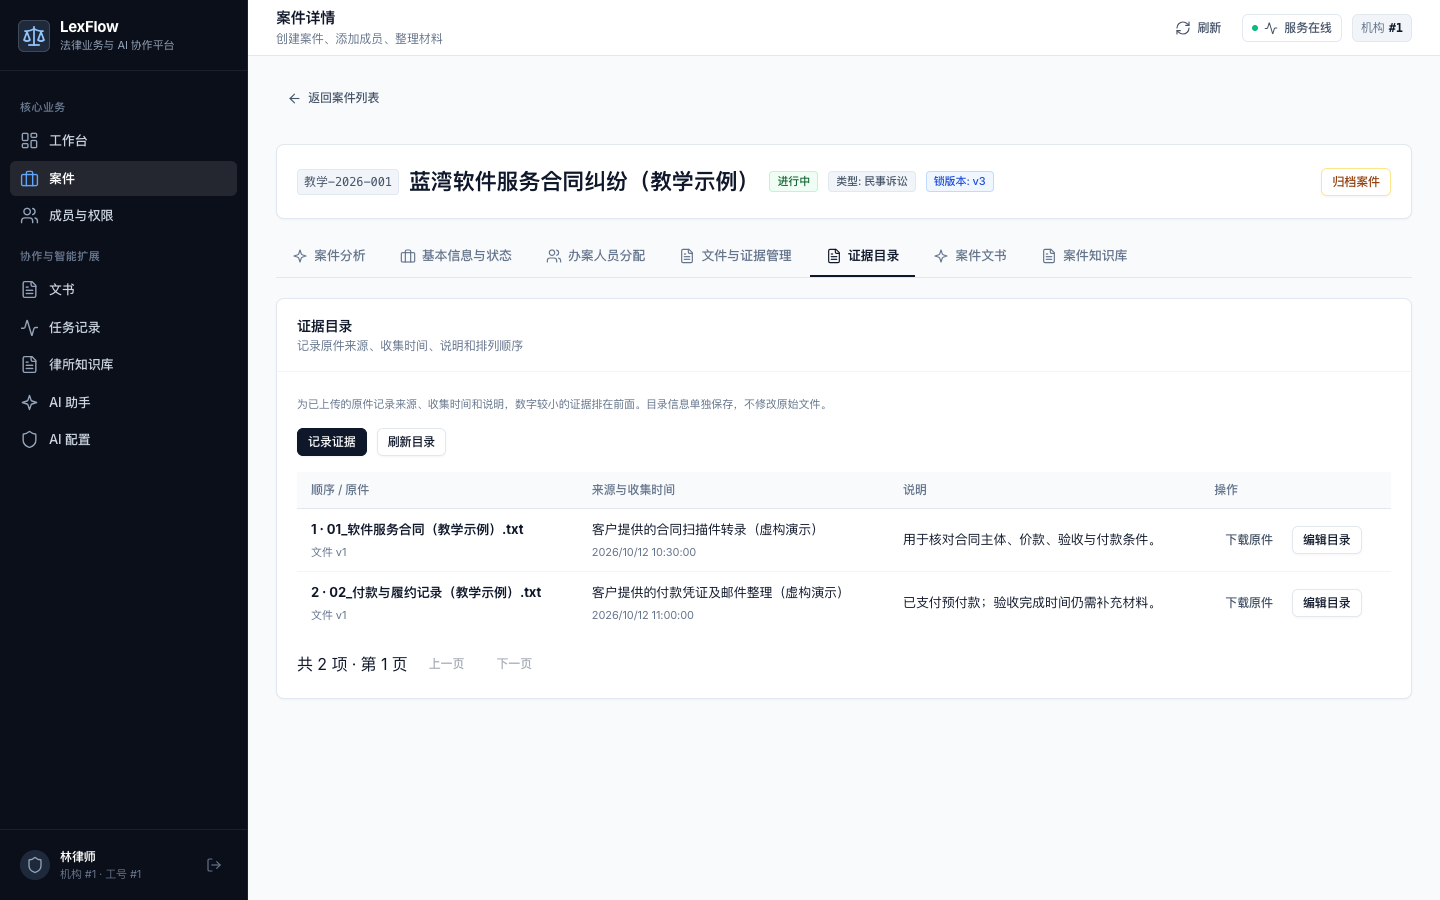 LexFlow
法律业务与 AI 协作平台
核心业务
工作台
案件
成员与权限
协作与智能扩展
文书
任务记录
律所知识库
AI 助手
AI 配置
林律师
机构 #1 · 工号 #1
案件详情
创建案件、添加成员、整理材料
刷新
服务在线
机构 #1
返回案件列表
教学-2026-001 蓝湾软件服务合同纠纷（教学示例） 进行中 类型: 民事诉讼 锁版本: v3 归档案件
案件分析 基本信息与状态 办案人员分配 文件与证据管理 证据目录 案件文书 案件知识库
证据目录
记录原件来源、收集时间、说明和排列顺序
为已上传的原件记录来源、收集时间和说明，数字较小的证据排在前面。目录信息单独保存，不修改原始文件。
记录证据 刷新目录
顺序 / 原件 来源与收集时间 说明 操作
1 · 01_软件服务合同（教学示例）.txt 客户提供的合同扫描件转录（虚构演示） 用于核对合同主体、价款、验收与付款条件。 下载原件 编辑目录
文件 v1 2026/10/12 10:30:00
2 · 02_付款与履约记录（教学示例）.txt 客户提供的付款凭证及邮件整理（虚构演示） 已支付预付款；验收完成时间仍需补充材料。 下载原件 编辑目录
文件 v1 2026/10/12 11:00:00
共 2 项 · 第 1 页 上一页 下一页